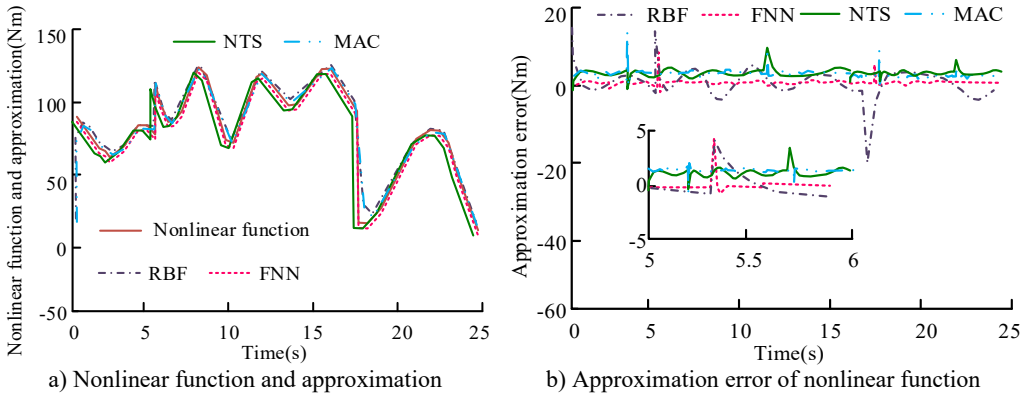 Nonlinear function and approximation(Nm)
150
100
50
0
-50
NTS
MAC
Nonlinear function
RBF
FNN
0
5
10
15
20
25
Time(s)
a) Nonlinear function and approximation
Approximation error(Nm)
20
0
-20
-40
-60
RBF
FNN
NTS
MAC
5
0
-5
5
5.5
6
0
5
10
15
20
25
Time(s)
b) Approximation error of nonlinear function